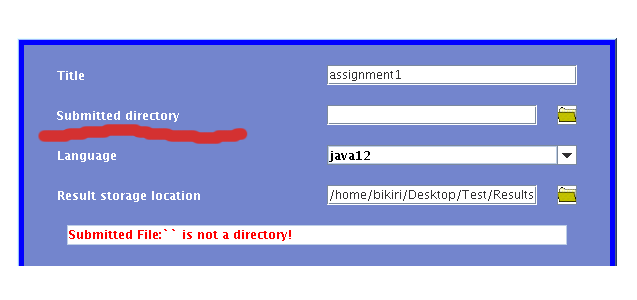 Title assignment1
Submitted directory
Language java12
Result storage location /home/bikiri/Desktop/Test/Results
Submitted File:`` is not a directory!